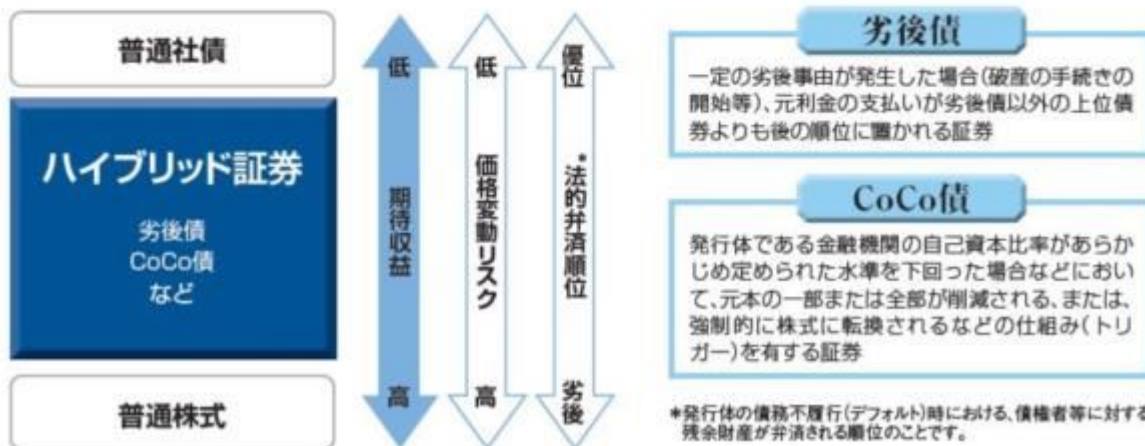 普通社債
ハイブリッド証券
劣後債
CoCo債
など
普通株式
低
期待収益
高
低
価格変動リスク
高
優位
*法的弁済順位
劣後
劣後債
一定の劣後事由が発生した場合(破産の手続きの
開始等)、元利金の支払いが劣後債以外の上位債
券よりも後の順位に置かれる証券
CoCo債
発行体である金融機関の自己資本比率があらか
じめ定められた水準を下回った場合などにおい
て、元本の一部または全部が削減される、または、
強制的に株式に転換されるなどの仕組み(トリ
ガー)を有する証券
*発行体の債務不履行(デフォルト)時における、債権者等に対する
残余財産が弁済される順位のことです。